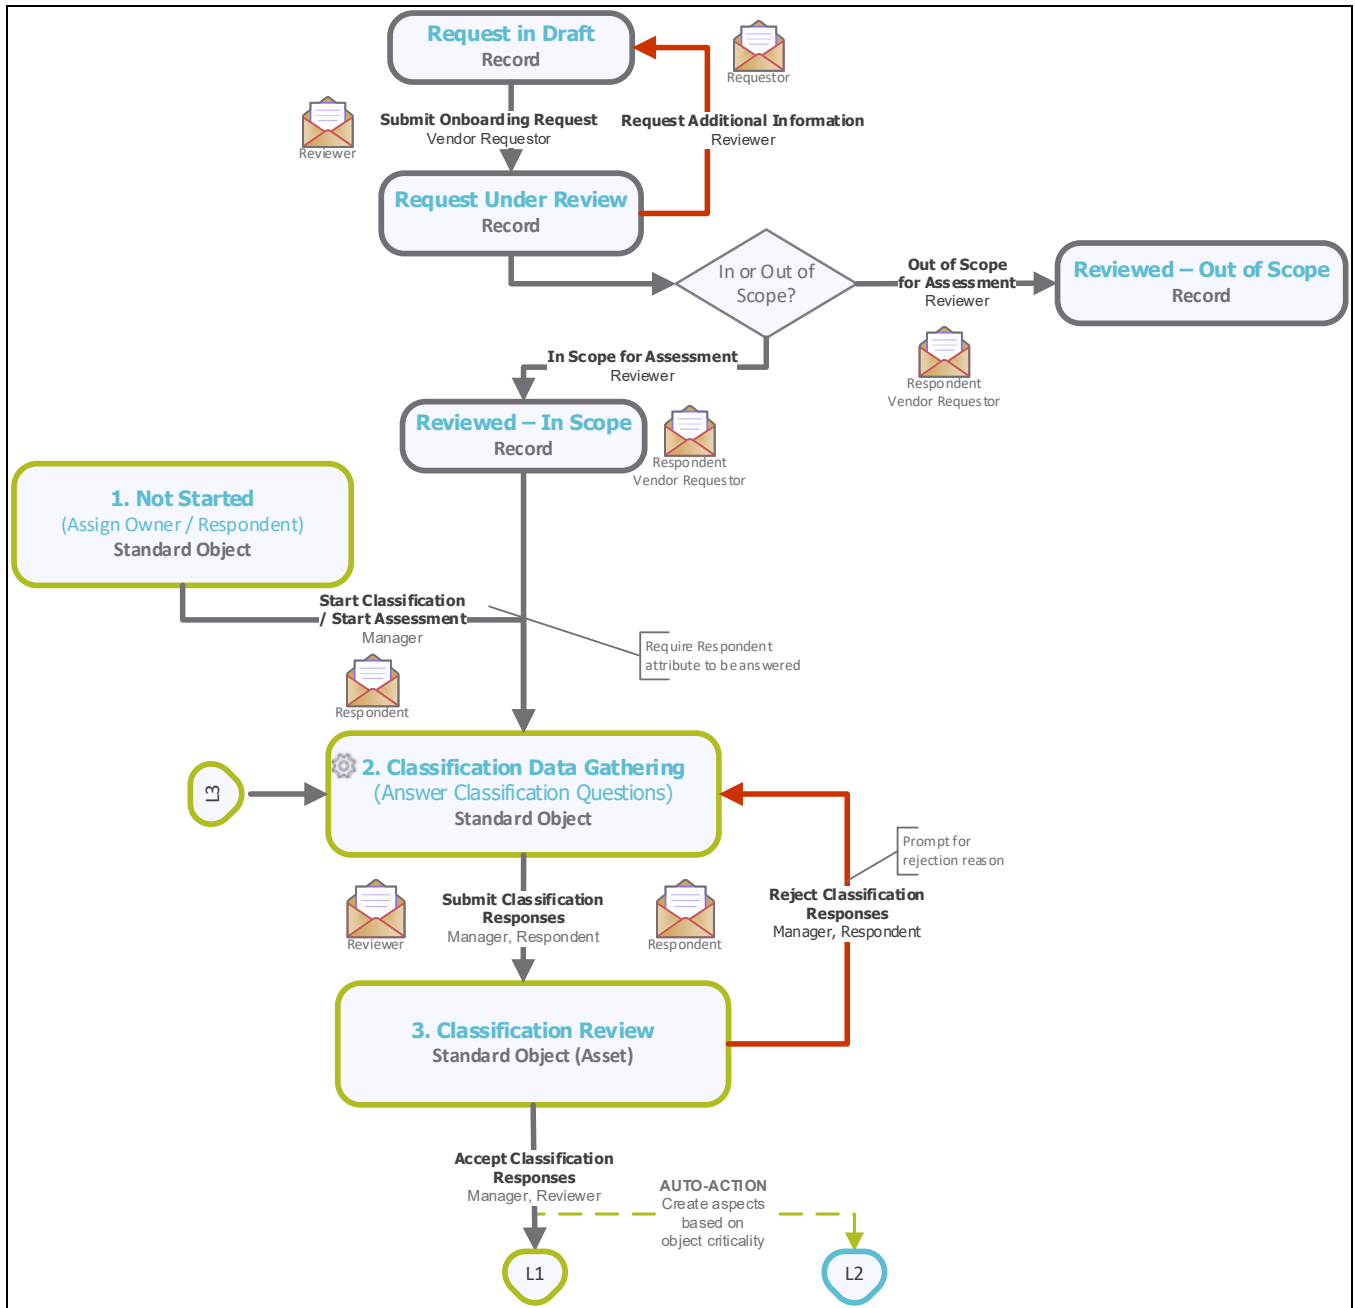 Request in Draft
Record
Requestor
Submit Onboarding Request
Vendor Requestor
Reviewer
Request Additional Information
Reviewer
Request Under Review
Record
In or Out of
Scope?
Out of Scope
for Assessment
Reviewer
Reviewed – Out of Scope
Record
Respondent
Vendor Requestor
In Scope for Assessment
Reviewer
Reviewed – In Scope
Record
Respondent
Vendor Requestor
1. Not Started
(Assign Owner / Respondent)
Standard Object
Start Classification
/ Start Assessment
Manager
Require Respondent
attribute to be answered
Respondent
L3
2. Classification Data Gathering
(Answer Classification Questions)
Standard Object
Prompt for
rejection reason
Reviewer
Submit Classification
Responses
Manager, Respondent
Respondent
Reject Classification
Responses
Manager, Respondent
3. Classification Review
Standard Object (Asset)
Accept Classification
Responses
Manager, Reviewer
AUTO-ACTION
Create aspects
based on
object criticality
L1
L2